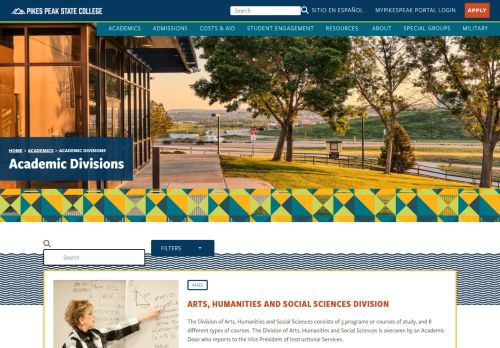 PIKES PEAK STATE COLLEGE
Search
SITIO EN ESPAÑOL
MYPIKESPEAK PORTAL LOGIN
APPLY
ACADEMICS ADMISSIONS COSTS & AID STUDENT ENGAGEMENT RESOURCES ABOUT SPECIAL GROUPS MILITARY
HOME > ACADEMICS > ACADEMIC DIVISIONS
Academic Divisions
Search
FILTERS
AHSS
ARTS, HUMANITIES AND SOCIAL SCIENCES DIVISION
The Division of Arts, Humanities and Social Sciences consists of 5 programs or courses of study, and 8
different types of courses. The Division of Arts, Humanities and Social Sciences is overseen by an Academic
Dean who reports to the Vice President of Instructional Services.